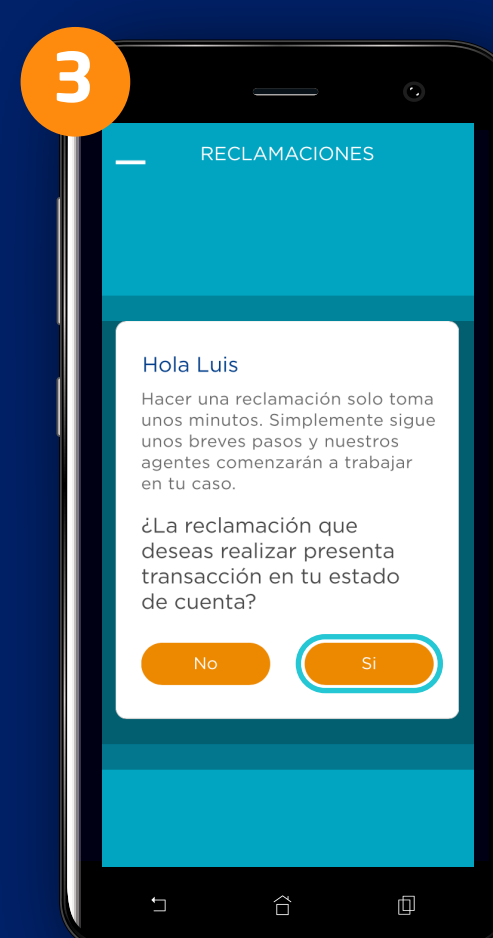 3
RECLAMACIONES
Hola Luis
Hacer una reclamación solo toma
unos minutos. Simplemente sigue
unos breves pasos y nuestros
agentes comenzarán a trabajar
en tu caso.
¿La reclamación que
deseas realizar presenta
transacción en tu estado
de cuenta?
No
Si